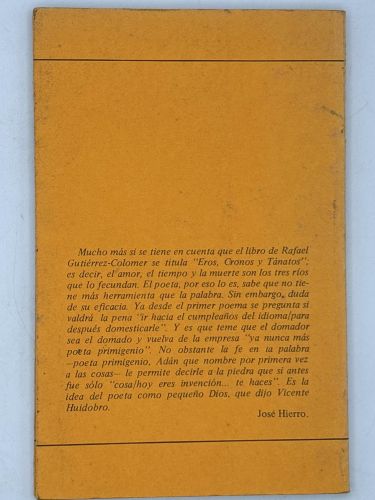 Mucho más si se tiene en cuenta que el libro de Rafael
Gutiérrez-Colomer se titula "Eros, Cronos y Tánatos";
es decir, el amor, el tiempo y la muerte son los tres ríos
que lo fecundan. El poeta, por eso lo es, sabe que no tie-
ne más herramienta que la palabra. Sin embargo, duda
de su eficacia. Ya desde el primer poema se pregunta si
valdrá la pena "ir hacia el cumpleaños del idioma/para
después domesticarle". Y es que teme que el domador
sea el domado y vuelva de la empresa "ya nunca más
poeta primigenio". No obstante la fe en la palabra
—poeta primigenio. Adán que nombre por primera vez
a las cosas— le permite decirle a la piedra que si antes
fue sólo "cosa/hoy eres invención... te haces". Es la
idea del poeta como pequeño Dios, que dijo Vicente
Huidobro.
José Hierro.